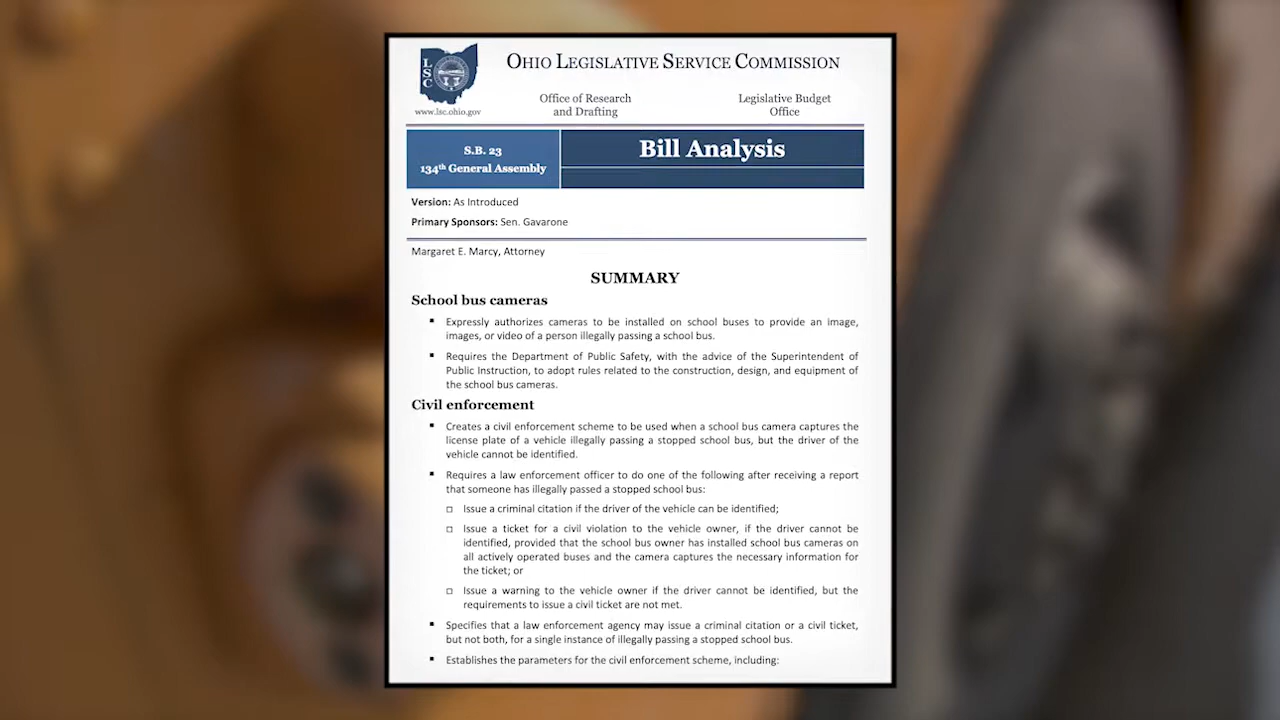 LSC
www.lsc.ohio.gov
OHIO LEGISLATIVE SERVICE COMMISSION
Office of Research
and Drafting
Legislative Budget
Office
S.B. 23
134th General Assembly
Bill Analysis
Version: As Introduced
Primary Sponsors: Sen. Gavarone
Margaret E. Marcy, Attorney
SUMMARY
School bus cameras
▪ Expressly authorizes cameras to be installed on school buses to provide an image,
images, or video of a person illegally passing a school bus.
▪ Requires the Department of Public Safety, with the advice of the Superintendent of
Public Instruction, to adopt rules related to the construction, design, and equipment of
the school bus cameras.
Civil enforcement
▪ Creates a civil enforcement scheme to be used when a school bus camera captures the
license plate of a vehicle illegally passing a stopped school bus, but the driver of the
vehicle cannot be identified.
▪ Requires a law enforcement officer to do one of the following after receiving a report
that someone has illegally passed a stopped school bus:
□ Issue a criminal citation if the driver of the vehicle can be identified;
□ Issue a ticket for a civil violation to the vehicle owner, if the driver cannot be
identified, provided that the school bus owner has installed school bus cameras on
all actively operated buses and the camera captures the necessary information for
the ticket; or
□ Issue a warning to the vehicle owner if the driver cannot be identified, but the
requirements to issue a civil ticket are not met.
▪ Specifies that a law enforcement agency may issue a criminal citation or a civil ticket,
but not both, for a single instance of illegally passing a stopped school bus.
▪ Establishes the parameters for the civil enforcement scheme, including: